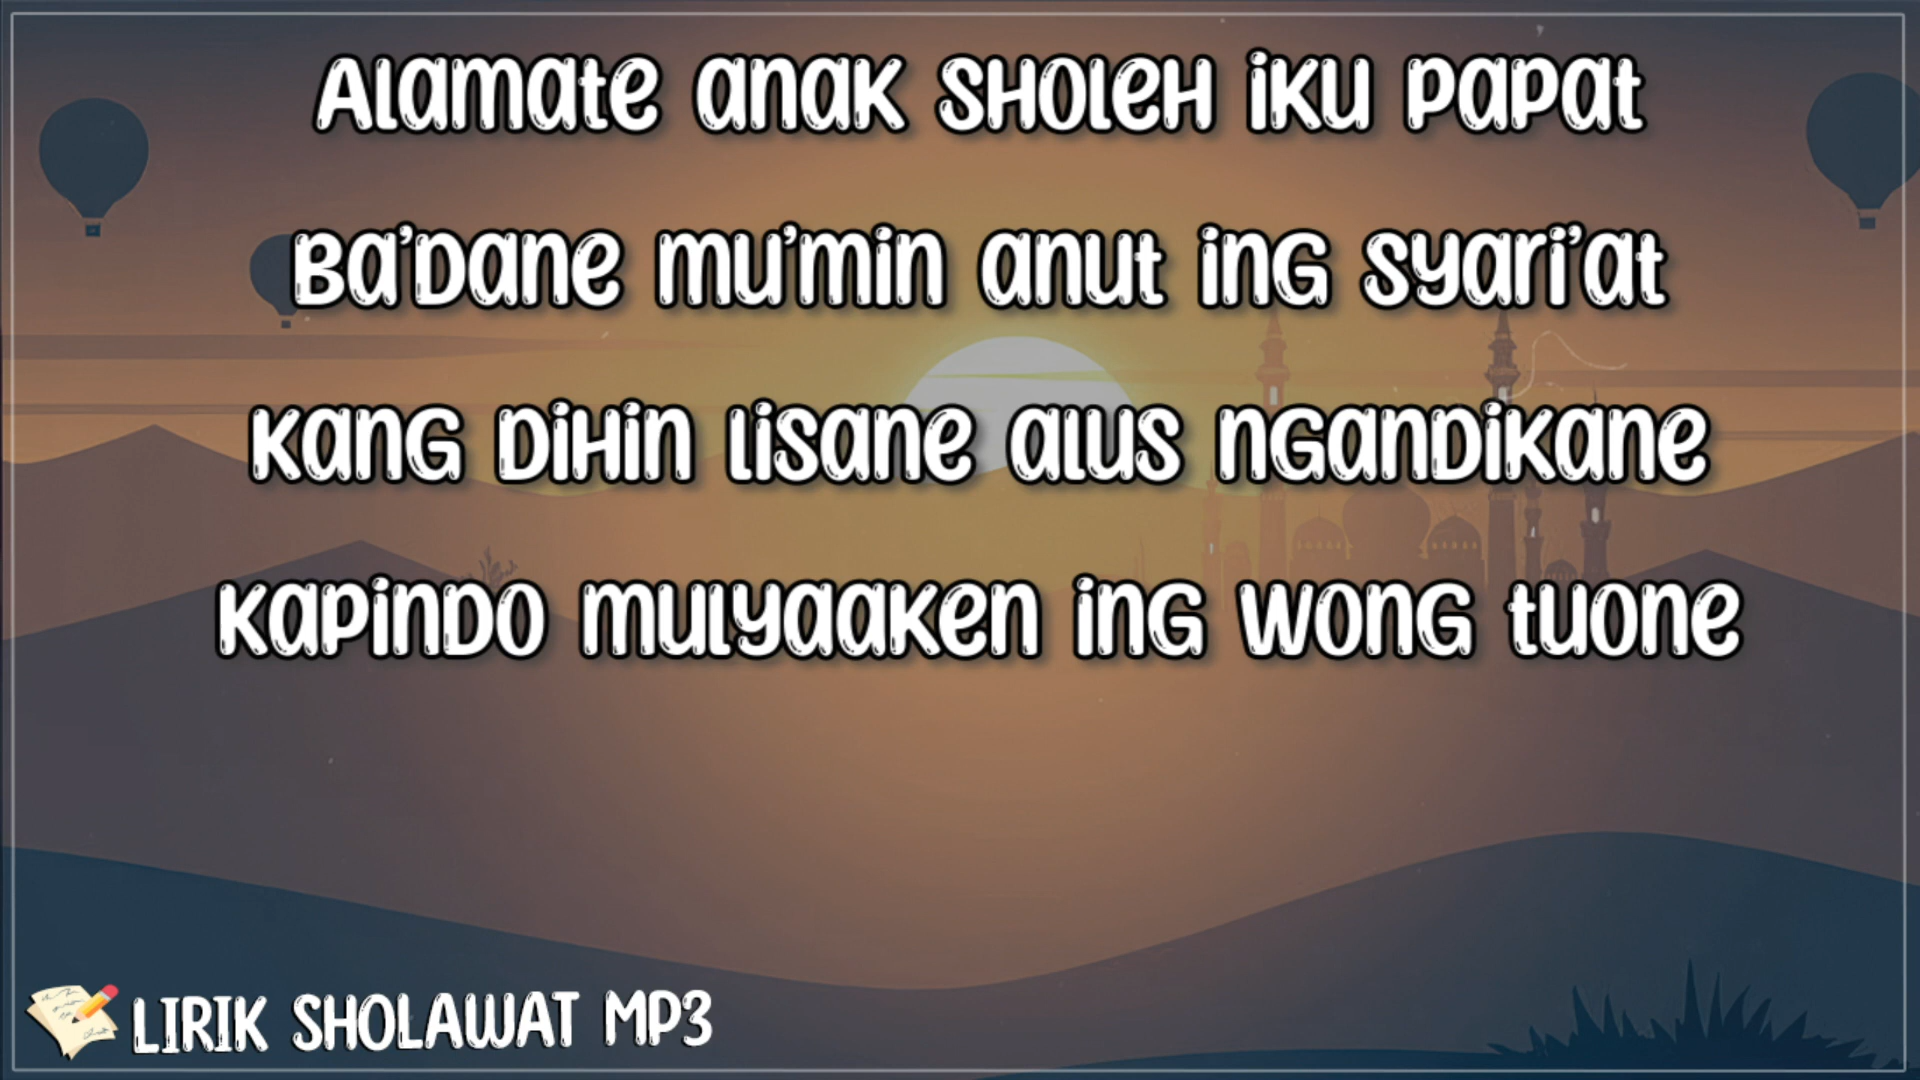 Alamate anak sholeh iku papat
Ba'dane mu'min anut ing syari'at
Kang dihin lisane alus ngandikane
Kapindo mulyaaken ing wong tuone
LIRIK SHOLAWAT MP3